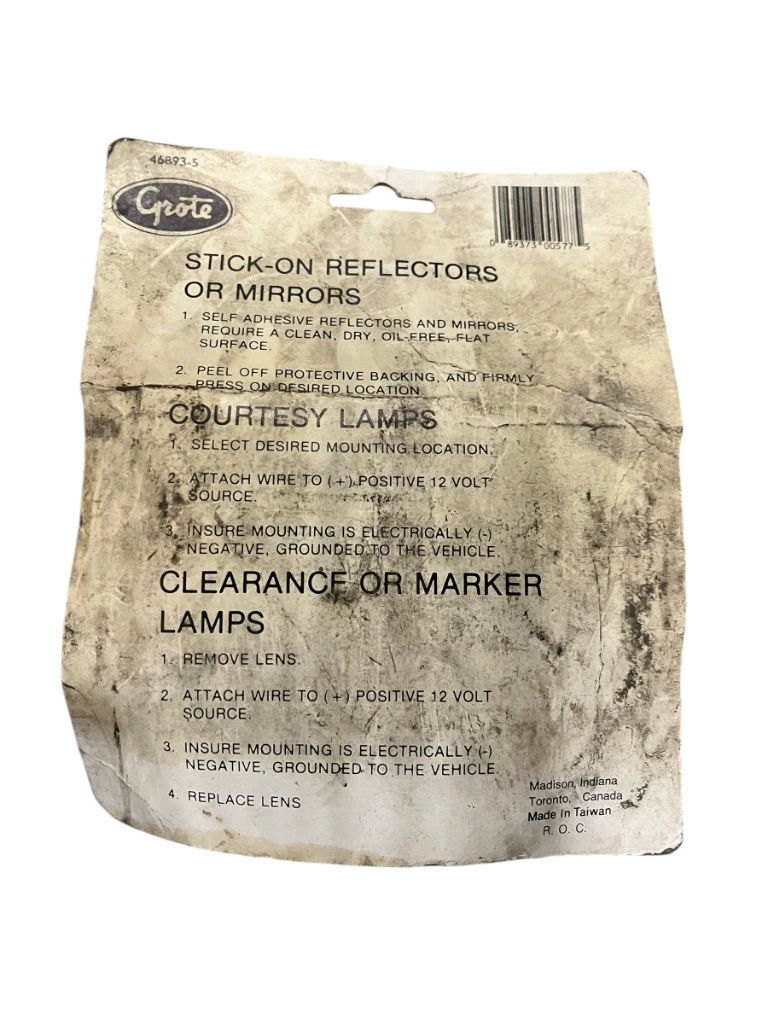 46893-5
Grote
0 89373 00577 5
STICK-ON REFLECTORS
OR MIRRORS
1. SELF ADHESIVE REFLECTORS AND MIRRORS,
REQUIRE A CLEAN, DRY, OIL-FREE, FLAT
SURFACE.
2. PEEL OFF PROTECTIVE BACKING, AND FIRMLY
PRESS ON DESIRED LOCATION
COURTESY LAMPS
1. SELECT DESIRED MOUNTING LOCATION.
2. ATTACH WIRE TO (+) POSITIVE 12 VOLT
SOURCE.
3. INSURE MOUNTING IS ELECTRICALLY (-)
NEGATIVE, GROUNDED TO THE VEHICLE.
CLEARANCE OR MARKER
LAMPS
1. REMOVE LENS.
2. ATTACH WIRE TO (+) POSITIVE 12 VOLT
SOURCE.
3. INSURE MOUNTING IS ELECTRICALLY (-)
NEGATIVE, GROUNDED TO THE VEHICLE.
4. REPLACE LENS
Madison, Indiana
Toronto, Canada
Made In Taiwan
R. O. C.